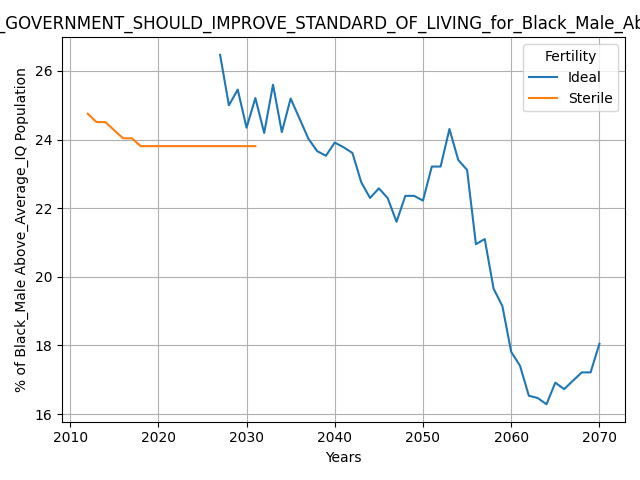 _GOVERNMENT_SHOULD_IMPROVE_STANDARD_OF_LIVING_for_Black_Male_Ab
% of Black_Male Above_Average_IQ Population
26
24
22
20
18
16
Fertility
Ideal
Sterile
2010 2020 2030 2040 2050 2060 2070
Years